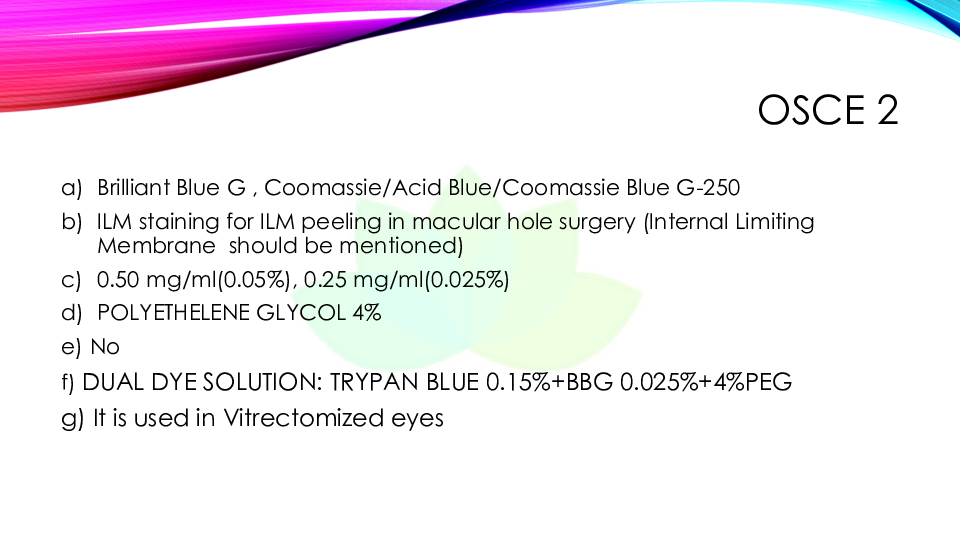 OSCE 2
a) Brilliant Blue G , Coomassie/Acid Blue/Coomassie Blue G-250
b) ILM staining for ILM peeling in macular hole surgery (Internal Limiting
Membrane should be mentioned)
c) 0.50 mg/ml(0.05%), 0.25 mg/ml(0.025%)
d) POLYETHELENE GLYCOL 4%
e) No
f) DUAL DYE SOLUTION: TRYPAN BLUE 0.15%+BBG 0.025%+4%PEG
g) It is used in Vitrectomized eyes